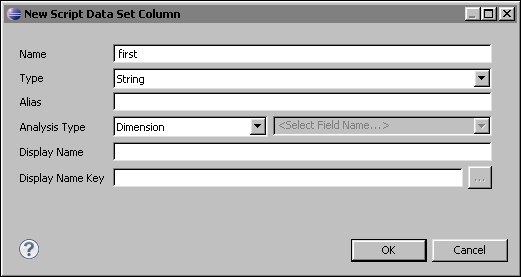 New Script Data Set Column
Name first
Type String
Alias
Analysis Type Dimension <Select Field Name...>
Display Name
Display Name Key ...
? OK Cancel